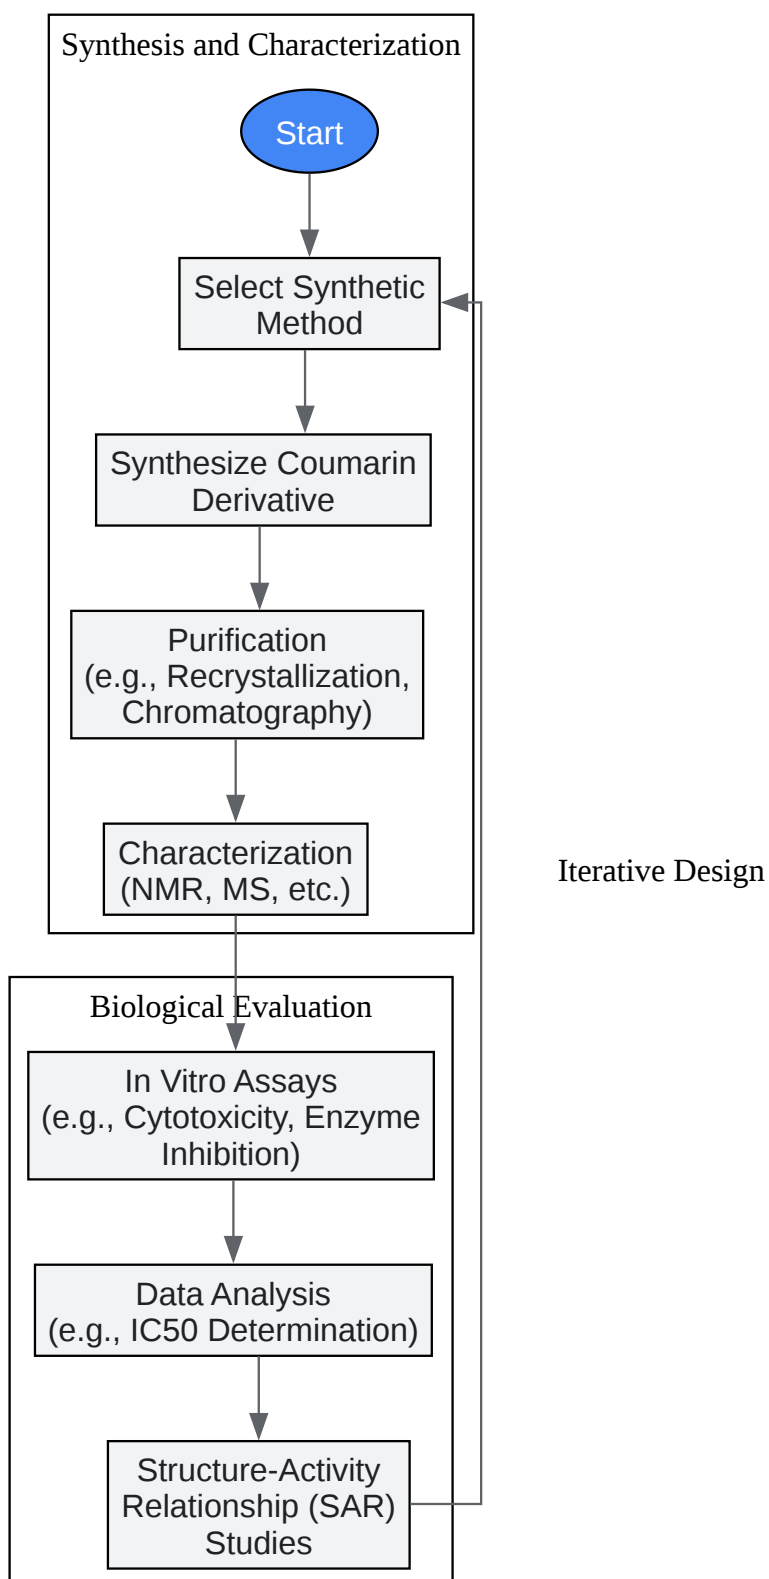 Synthesis and Characterization
Start
Select Synthetic
Method
Synthesize Coumarin
Derivative
Purification
(e.g., Recrystallization,
Chromatography)
Characterization
(NMR, MS, etc.)
Iterative Design
Biological Evaluation
In Vitro Assays
(e.g., Cytotoxicity, Enzyme
Inhibition)
Data Analysis
(e.g., IC50 Determination)
Structure-Activity
Relationship (SAR)
Studies